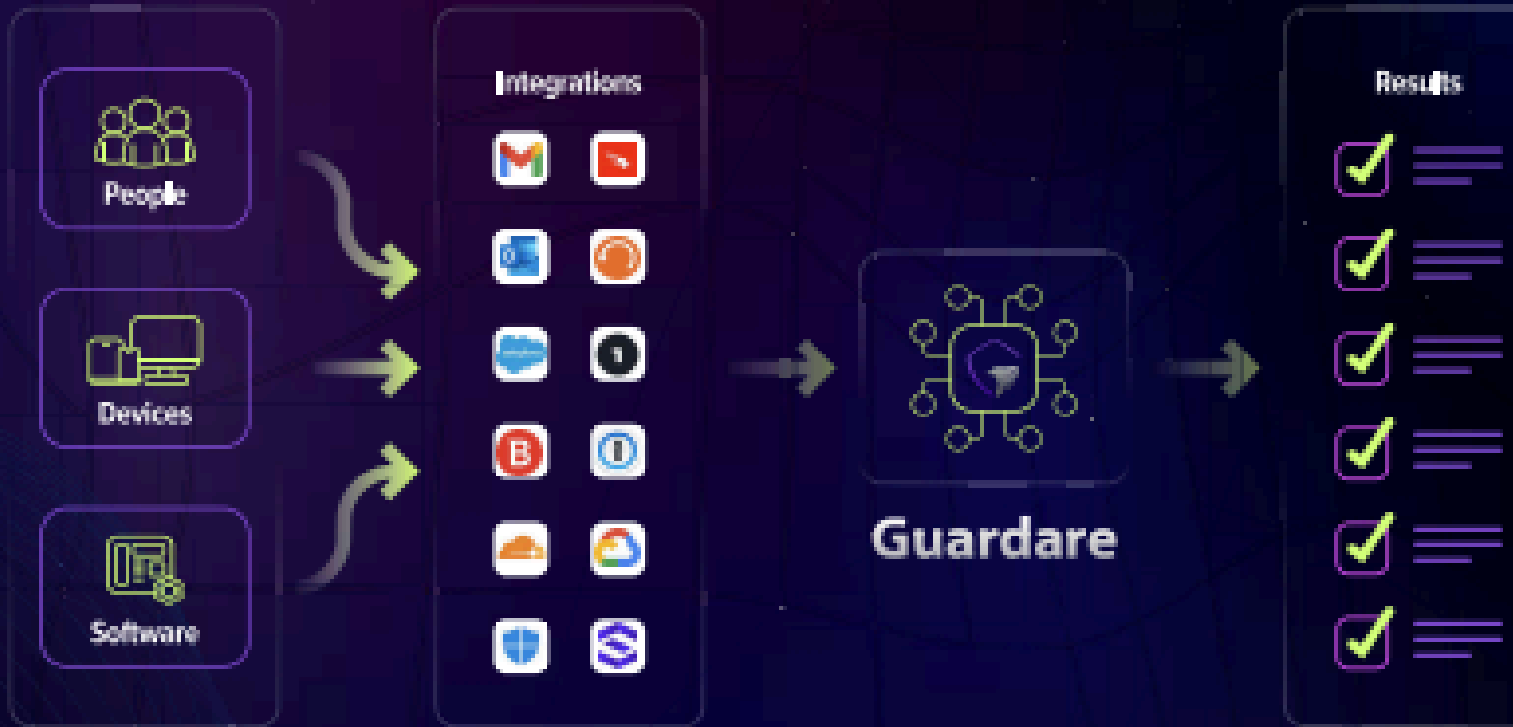 People
Devices
Software
Integrations
B
Guardare
Results